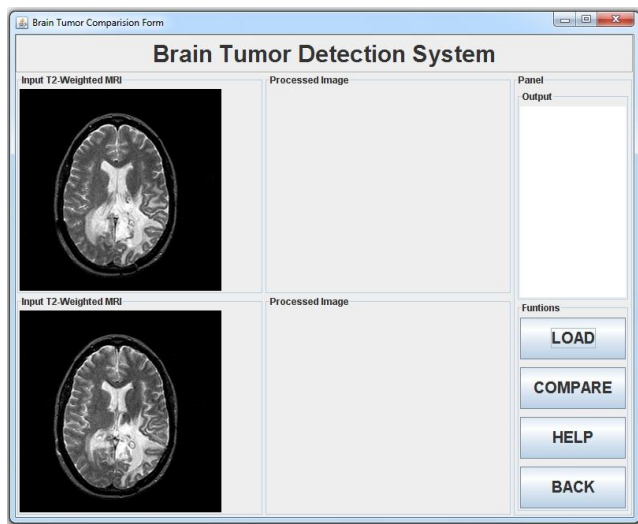 Brain Tumor Comparision Form
Brain Tumor Detection System
Input T2-Weighted MRI
Processed Image
Panel
Output
Input T2-Weighted MRI
Processed Image
Funtions
LOAD
COMPARE
HELP
BACK